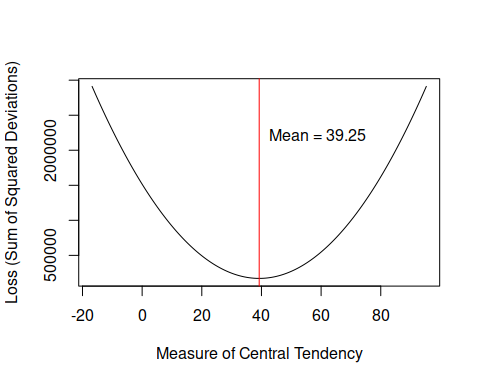 Loss (Sum of Squared Deviations)
2000000
500000
Mean = 39.25
-20 0 20 40 60 80
Measure of Central Tendency